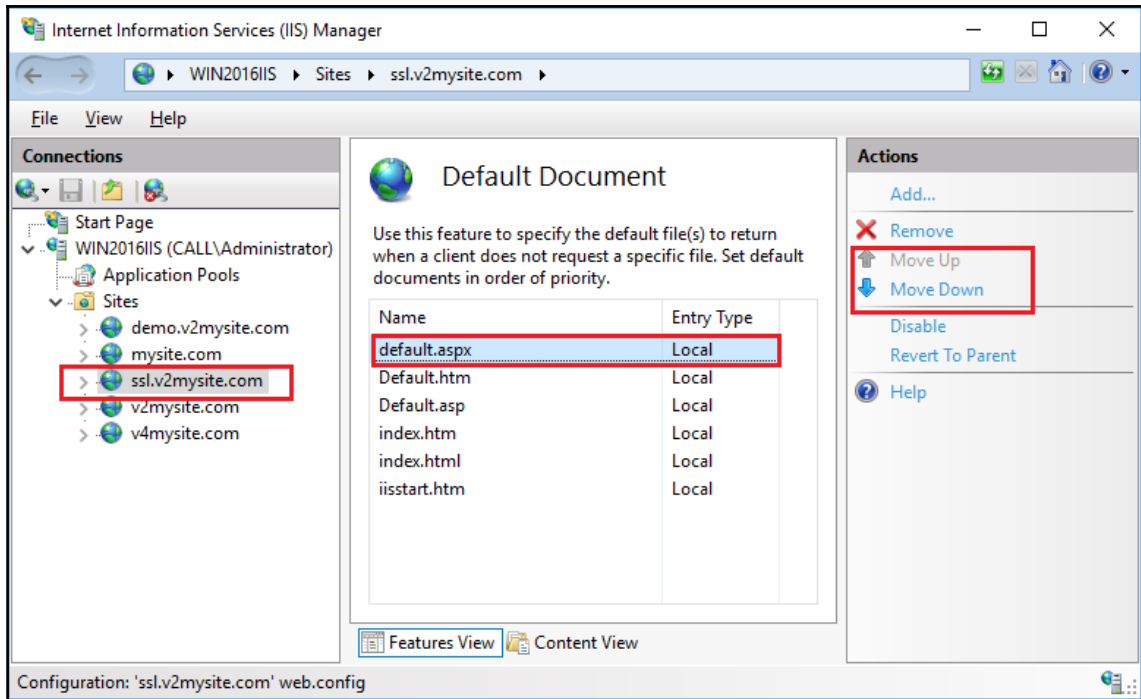 Internet Information Services (IIS) Manager
WIN2016IIS Sites ssl.v2mysite.com
File View Help
Connections
Start Page
WIN2016IIS (CALL\Administrator)
Application Pools
Sites
demo.v2mysite.com
mysite.com
ssl.v2mysite.com
v2mysite.com
v4mysite.com
Default Document
Use this feature to specify the default file(s) to return
when a client does not request a specific file. Set default
documents in order of priority.
Name Entry Type
default.aspx Local
Default.htm Local
Default.asp Local
index.htm Local
index.html Local
iisstart.htm Local
Features View Content View
Actions
Add...
Remove
Move Up
Move Down
Disable
Revert To Parent
Help
Configuration: 'ssl.v2mysite.com' web.config